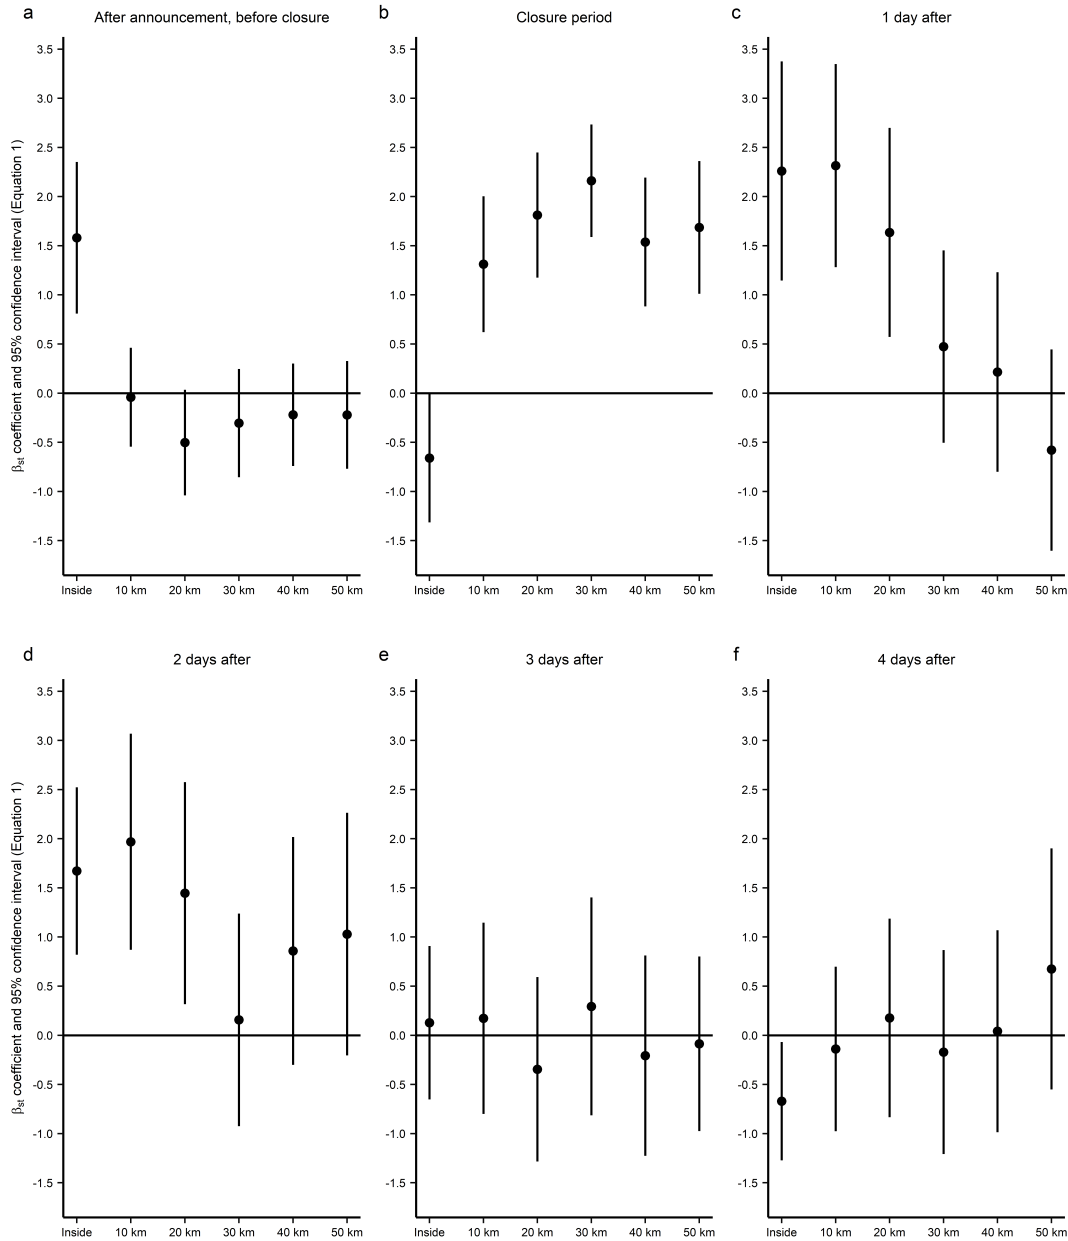 a After announcement, before closure
b Closure period
c 1 day after
βst coefficient and 95% confidence interval (Equation 1)
3.5 3.5 3.5
3.0 3.0 3.0
2.5 2.5 2.5
2.0 2.0 2.0
1.5 1.5 1.5
1.0 1.0 1.0
0.5 0.5 0.5
0.0 0.0 0.0
-0.5 -0.5 -0.5
-1.0 -1.0 -1.0
-1.5 -1.5 -1.5
Inside 10 km 20 km 30 km 40 km 50 km Inside 10 km 20 km 30 km 40 km 50 km Inside 10 km 20 km 30 km 40 km 50 km
d 2 days after
e 3 days after
f 4 days after
βst coefficient and 95% confidence interval (Equation 1)
3.5 3.5 3.5
3.0 3.0 3.0
2.5 2.5 2.5
2.0 2.0 2.0
1.5 1.5 1.5
1.0 1.0 1.0
0.5 0.5 0.5
0.0 0.0 0.0
-0.5 -0.5 -0.5
-1.0 -1.0 -1.0
-1.5 -1.5 -1.5
Inside 10 km 20 km 30 km 40 km 50 km Inside 10 km 20 km 30 km 40 km 50 km Inside 10 km 20 km 30 km 40 km 50 km